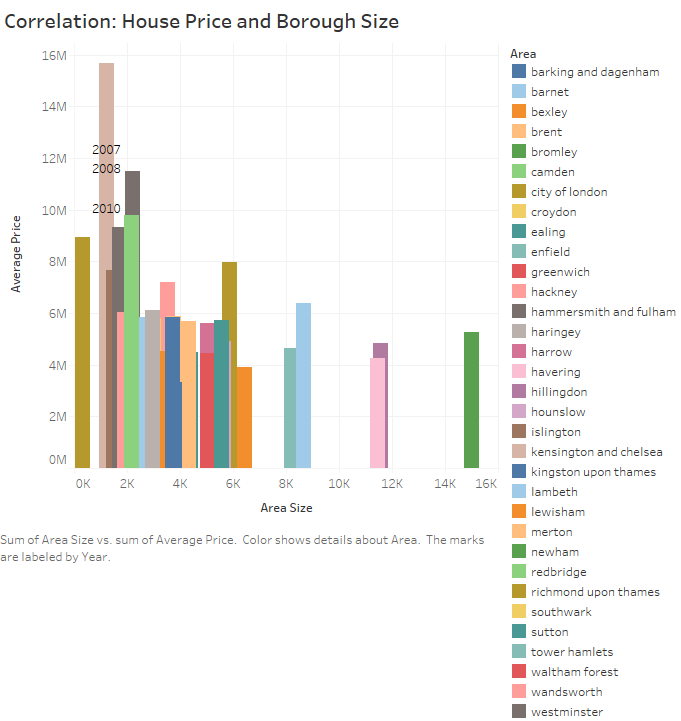 Correlation: House Price and Borough Size
16M
14M
12M
10M
8M
6M
4M
2M
0M
Average Price
2007
2008
2010
0K 2K 4K 6K 8K 10K 12K 14K 16K
Area Size
Sum of Area Size vs. sum of Average Price. Color shows details about Area. The marks
are labeled by Year.
Area
barking and dagenham
barnet
bexley
brent
bromley
camden
city of london
croydon
ealing
enfield
greenwich
hackney
hammersmith and fulham
haringey
harrow
havering
hillingdon
hounslow
islington
kensington and chelsea
kingston upon thames
lambeth
lewisham
merton
newham
redbridge
richmond upon thames
southwark
sutton
tower hamlets
waltham forest
wandsworth
westminster